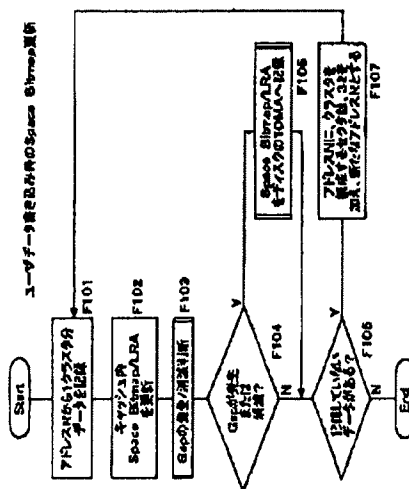 ユーザデータ書き込み時のSpace Bitmap更新
Start
アドレスNから1クラスタ分
データを記録
F101
キャッシュ内
Space Bitmap/LRA
を更新
F102
Gapの発生/消滅判断
F103
Gapが発生
または
消滅?
F104
Y
N
Space Bitmap/LRA
をディスクのTDMAへ記録
F106
記録していない
データがある?
F105
Y
N
アドレスNに、クラスタを
構成するセクタ数、32を
加え、新たなアドレスNとする
F107
End